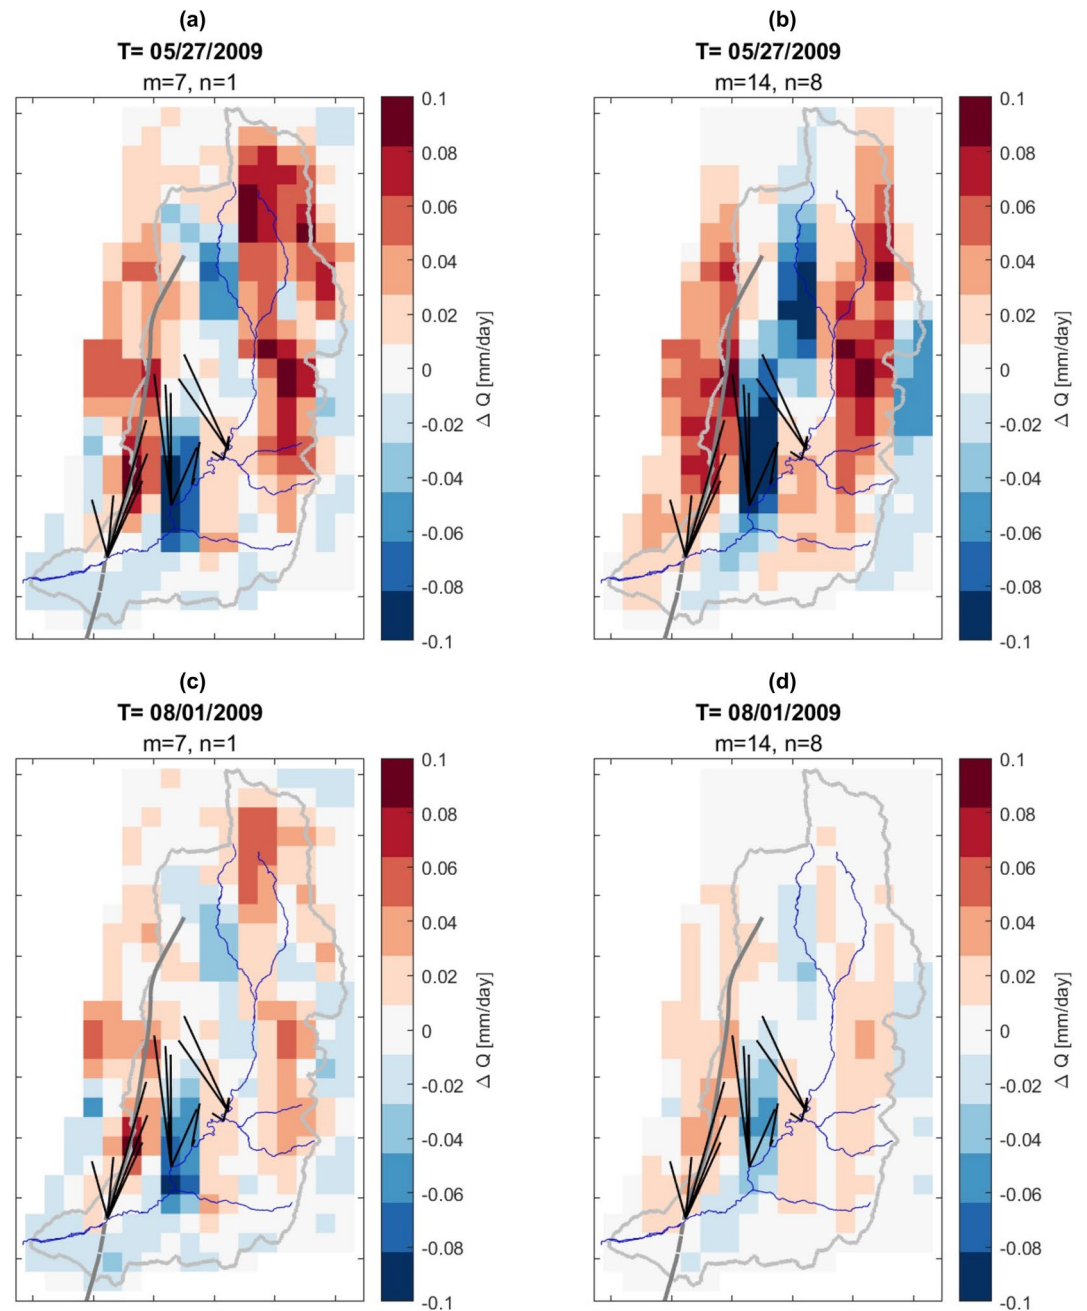 (a)
T= 05/27/2009
m=7, n=1
0.1
0.08
0.06
0.04
0.02
0
-0.02
-0.04
-0.06
-0.08
-0.1
Δ Q [mm/day]
(b)
T= 05/27/2009
m=14, n=8
0.1
0.08
0.06
0.04
0.02
0
-0.02
-0.04
-0.06
-0.08
-0.1
Δ Q [mm/day]
(c)
T= 08/01/2009
m=7, n=1
0.1
0.08
0.06
0.04
0.02
0
-0.02
-0.04
-0.06
-0.08
-0.1
Δ Q [mm/day]
(d)
T= 08/01/2009
m=14, n=8
0.1
0.08
0.06
0.04
0.02
0
-0.02
-0.04
-0.06
-0.08
-0.1
Δ Q [mm/day]